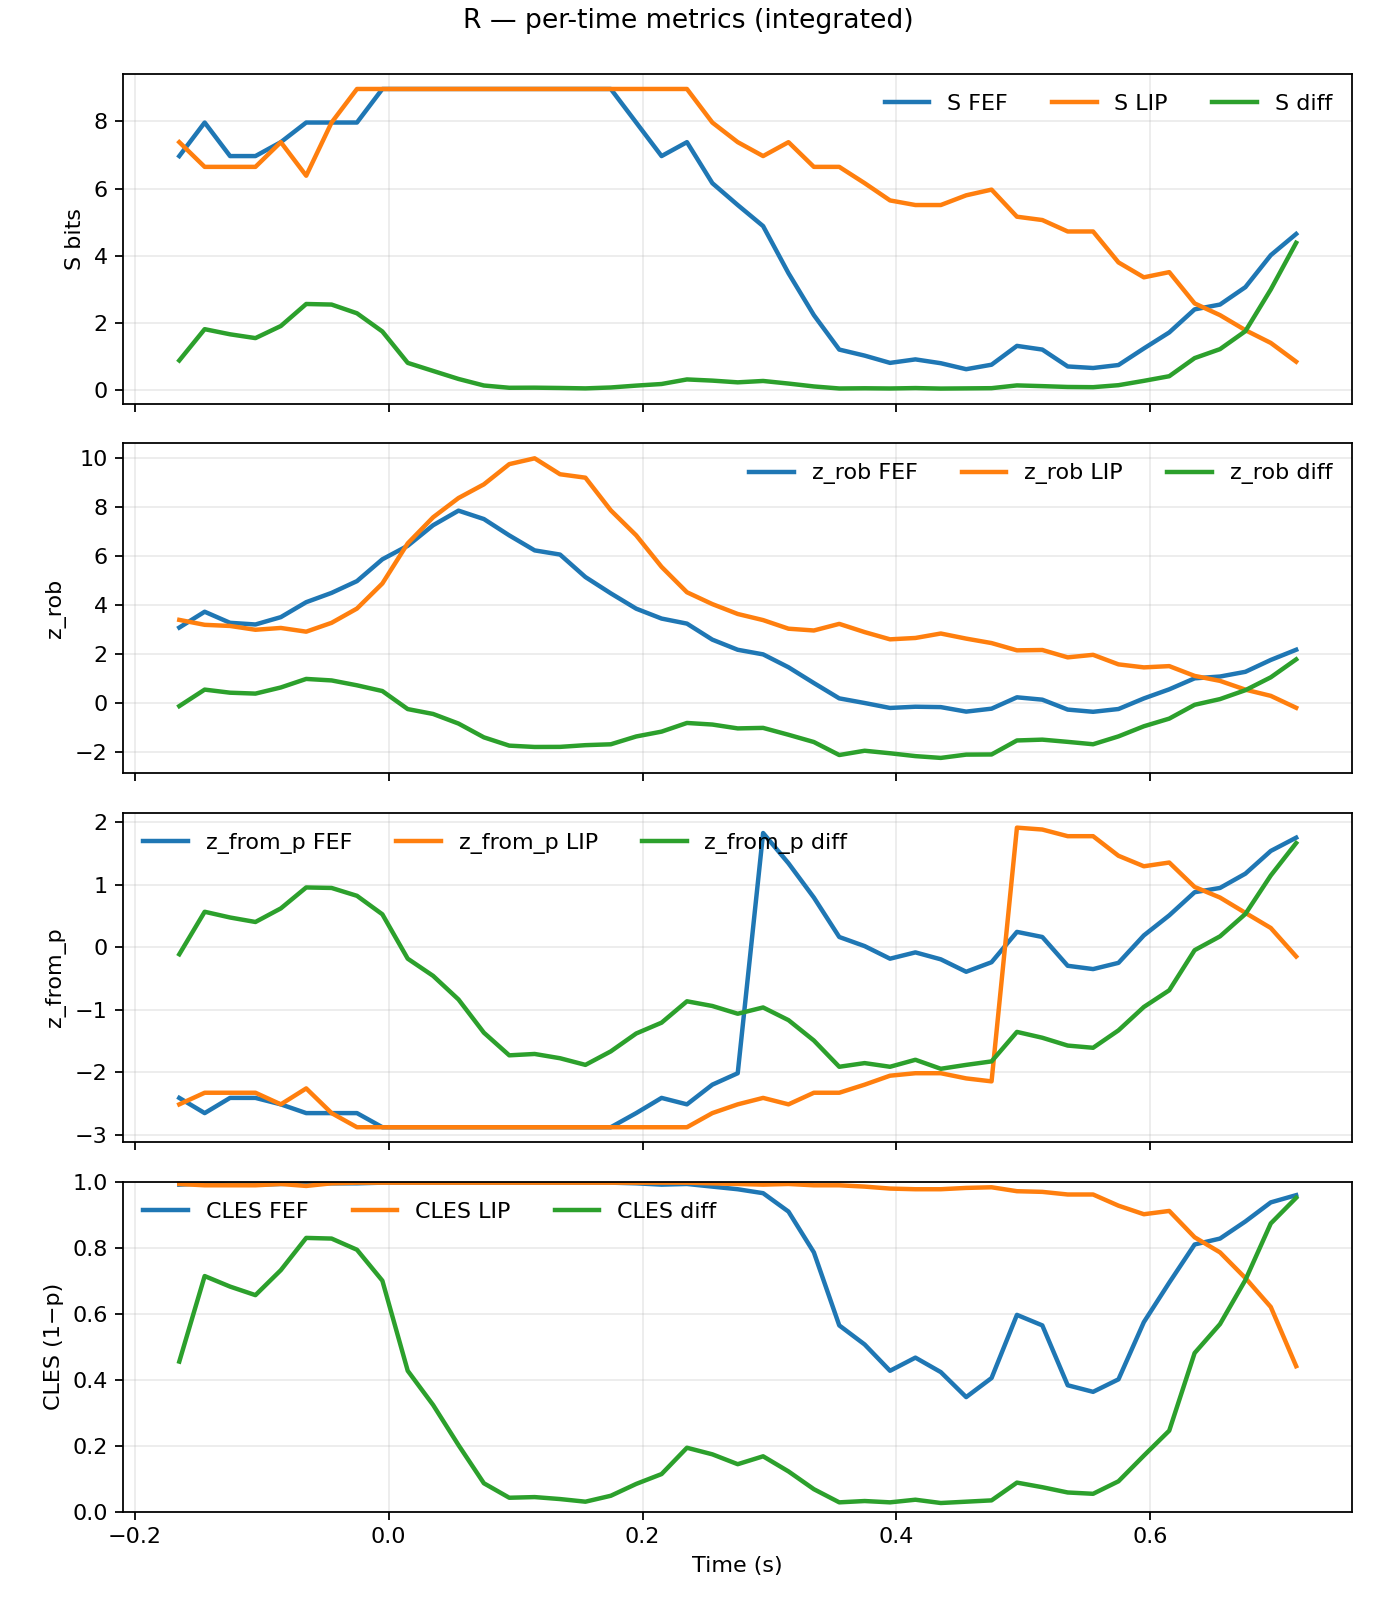 R — per-time metrics (integrated)
S bits
8
6
4
2
0
S FEF
S LIP
S diff
z_rob
10
8
6
4
2
0
−2
z_rob FEF
z_rob LIP
z_rob diff
z_from_p
2
1
0
−1
−2
−3
z_from_p FEF
z_from_p LIP
z_from_p diff
CLES (1−p)
1.0
0.8
0.6
0.4
0.2
0.0
CLES FEF
CLES LIP
CLES diff
−0.2
0.0
0.2
0.4
0.6
Time (s)